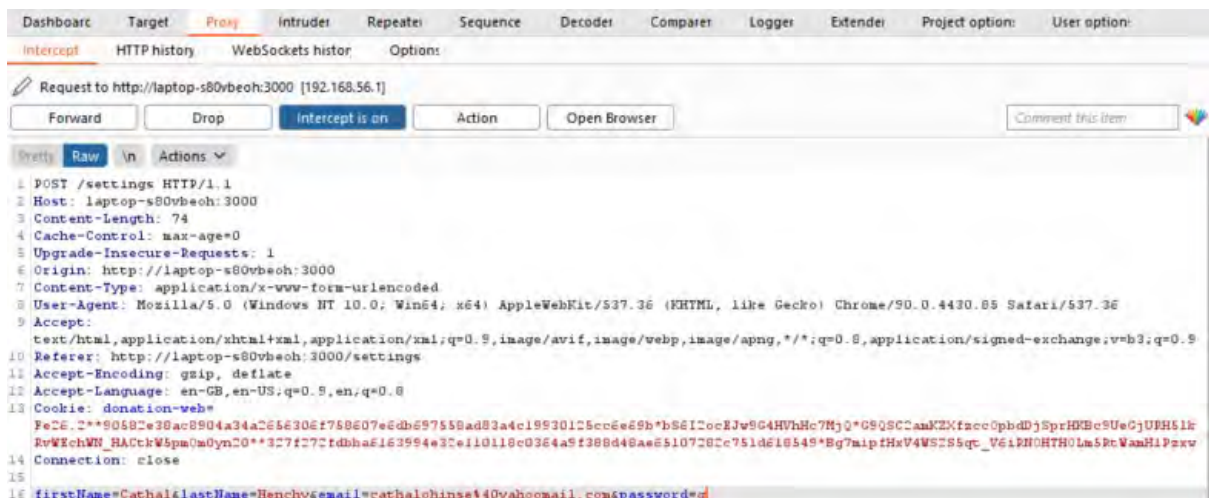 Dashboard Target Proxy Intruder Repeater Sequence Decoder Comparer Logger Extender Project option: User option:
Intercept HTTP history WebSockets histor Options
Request to http://laptop-s80vbeoh:3000 [192.168.56.1]
Forward Drop Intercept is on Action Open Browser Comment this item
Pretty Raw \n Actions
1 POST /settings HTTP/1.1
2 Host: laptop-s80vbeoh:3000
3 Content-Length: 74
4 Cache-Control: max-age=0
5 Upgrade-Insecure-Requests: 1
6 Origin: http://laptop-s80vbeoh:3000
7 Content-Type: application/x-www-form-urlencoded
8 User-Agent: Mozilla/5.0 (Windows NT 10.0; Win64; x64) AppleWebKit/537.36 (KHTML, like Gecko) Chrome/90.0.4430.85 Safari/537.36
9 Accept:
text/html,application/xhtml+xml,application/xml;q=0.9,image/avif,image/webp,image/apng,*/*;q=0.8,application/signed-exchange;v=b3;q=0.9
10 Referer: http://laptop-s80vbeoh:3000/settings
11 Accept-Encoding: gzip, deflate
12 Accept-Language: en-GB,en-US;q=0.9,en;q=0.8
13 Cookie: donation-web=
14 Connection: close
15
16 firstName=Cathal&lastName=Henchy&email=cathalohinse%40yahoomail.com&password=